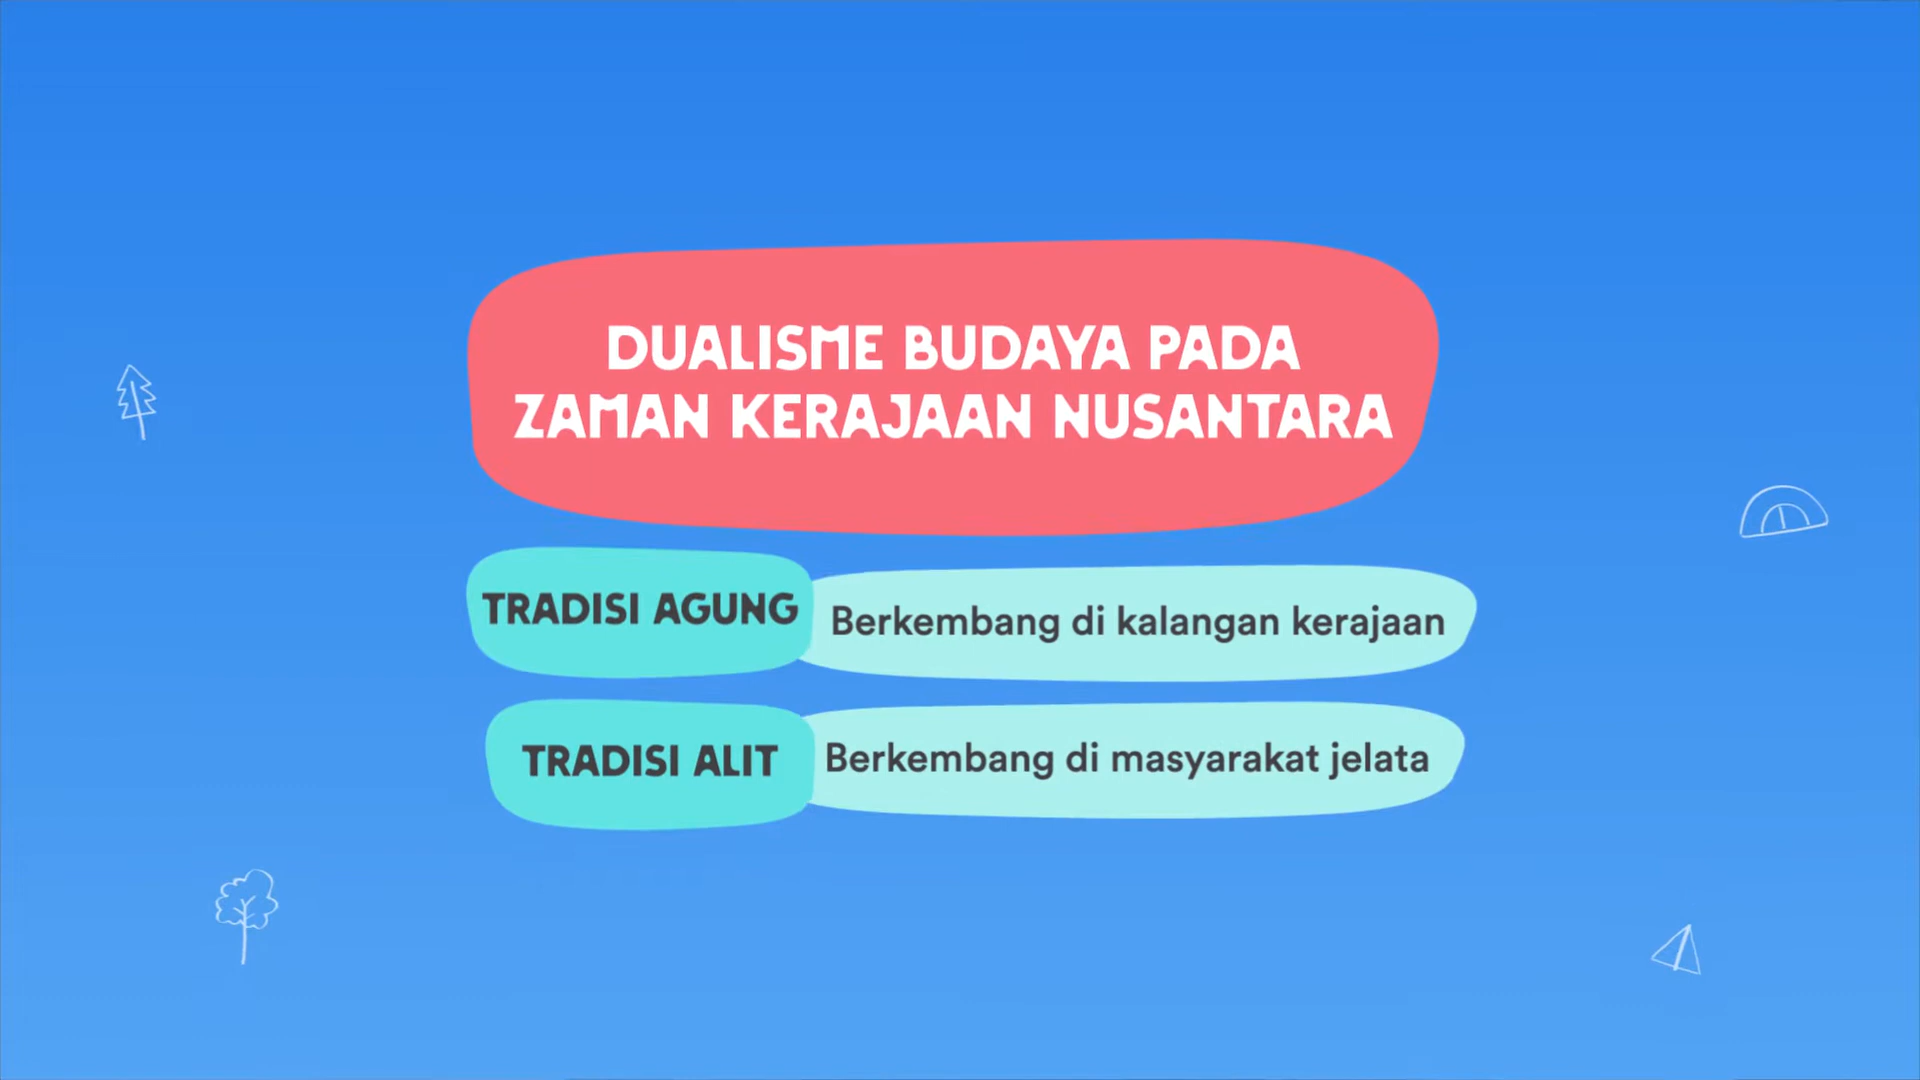 DUALISME BUDAYA PADA
ZAMAN KERAJAAN NUSANTARA
TRADISI AGUNG Berkembang di kalangan kerajaan
TRADISI ALIT Berkembang di masyarakat jelata